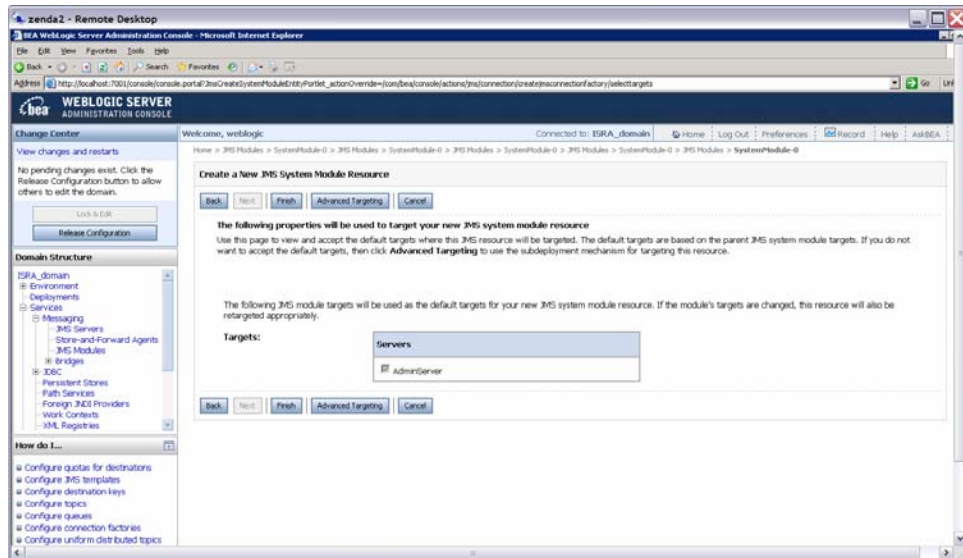 zenda2 - Remote Desktop
BEA WebLogic Server Administration Console - Microsoft Internet Explorer
File Edit View Favorites Tools Help
Back Search Favorites
Address http://localhost:7001/console/console.portal?JmsCreateSystemModuleEntityPortlet_actionOverride=/com/bea/console/actions/jms/connection/createjmsconnectionfactory/selecttargets Go
bea WEBLOGIC SERVER
ADMINISTRATION CONSOLE
Change Center
View changes and restarts
No pending changes exist. Click the
Release Configuration button to allow
others to edit the domain.
Lock & Edit
Release Configuration
Domain Structure
ISRA_domain
Environment
Deployments
Services
Messaging
JMS Servers
Store-and-Forward Agents
JMS Modules
Bridges
JDBC
Persistent Stores
Path Services
Foreign JNDI Providers
Work Contexts
XML Registries
How do I...
Configure quotas for destinations
Configure JMS templates
Configure destination keys
Configure topics
Configure queues
Configure connection factories
Configure uniform distributed topics
Welcome, weblogic Connected to: ISRA_domain Home Log Out Preferences Record Help AskBEA
Home > JMS Modules > SystemModule-0 > JMS Modules > SystemModule-0 > JMS Modules > SystemModule-0 > JMS Modules > SystemModule-0 > JMS Modules > SystemModule-0
Create a New JMS System Module Resource
Back Next Finish Advanced Targeting Cancel
The following properties will be used to target your new JMS system module resource
Use this page to view and accept the default targets where this JMS resource will be targeted. The default targets are based on the parent JMS system module targets. If you do not
want to accept the default targets, then click Advanced Targeting to use the subdeployment mechanism for targeting this resource.
The following JMS module targets will be used as the default targets for your new JMS system module resource. If the module's targets are changed, this resource will also be
retargeted appropriately.
Targets:
Servers
AdminServer
Back Next Finish Advanced Targeting Cancel